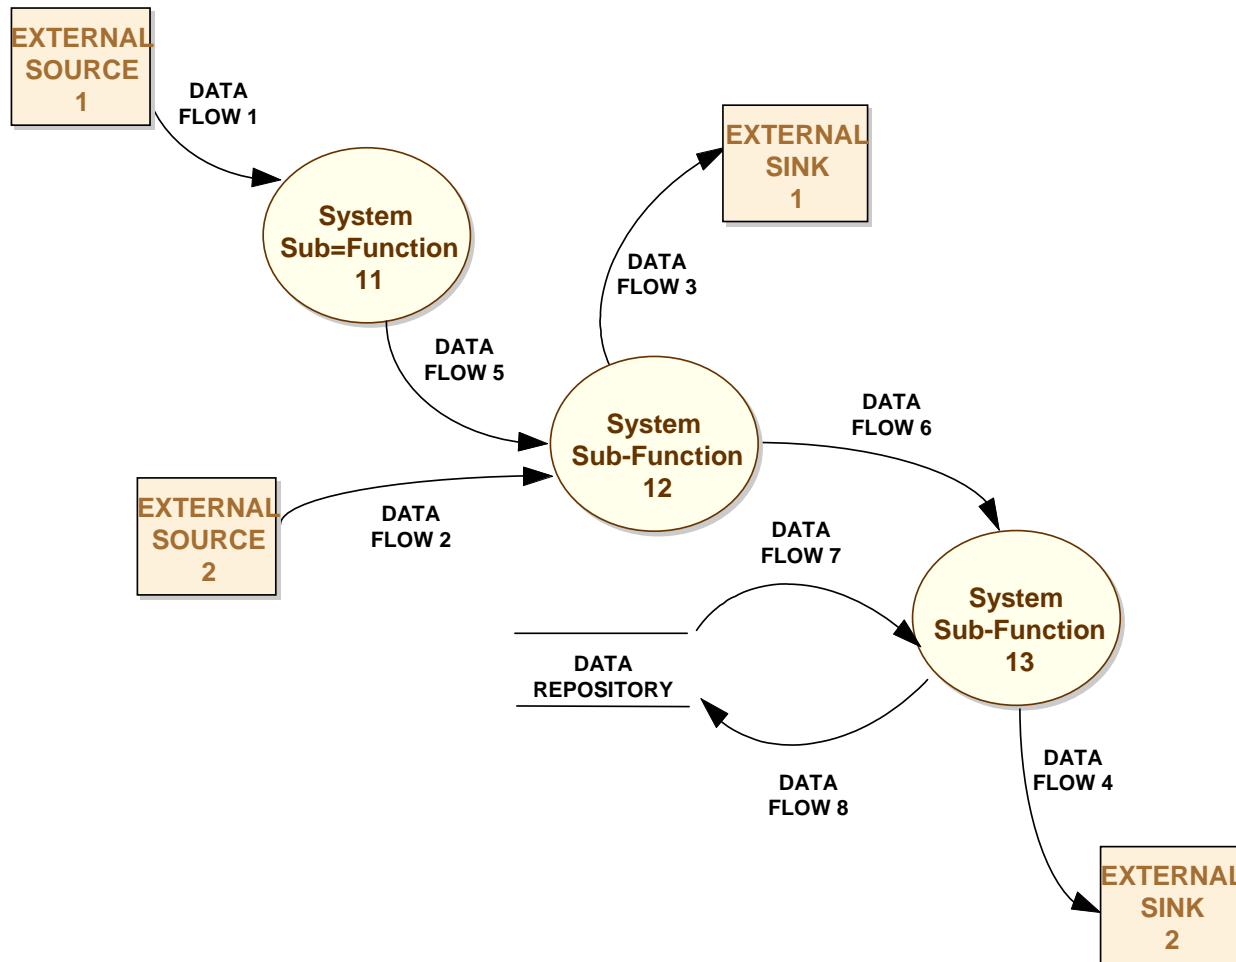 EXTERNAL
SOURCE
1
DATA
FLOW 1
EXTERNAL
SINK
1
System
Sub=Function
11
DATA
FLOW 3
DATA
FLOW 5
System
Sub-Function
12
DATA
FLOW 6
EXTERNAL
SOURCE
2
DATA
FLOW 2
DATA
FLOW 7
System
Sub-Function
13
DATA
REPOSITORY
DATA
FLOW 8
DATA
FLOW 4
EXTERNAL
SINK
2